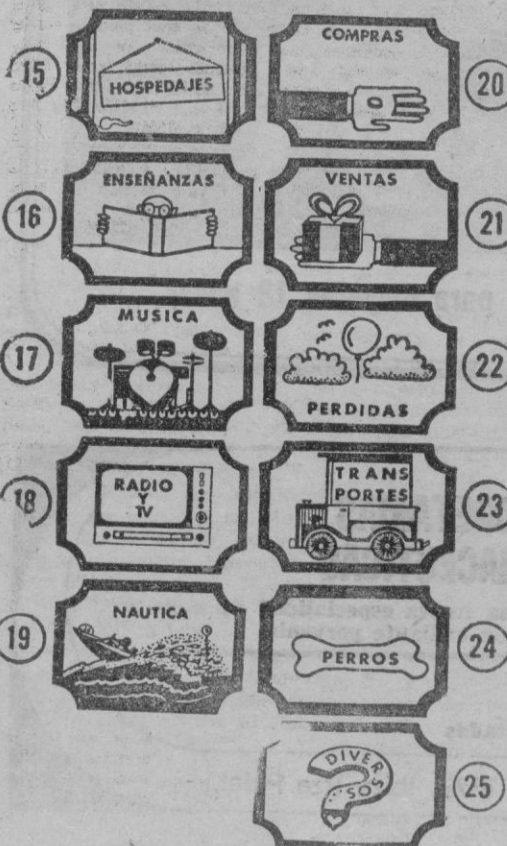 15
HOSPEDAJES
COMPRAS
20
16
ENSEÑANZAS
VENTAS
21
17
MUSICA
PERDIDAS
22
18
RADIO
Y
TV
TRANS
PORTES
23
19
NAUTICA
PERROS
24
DIVER
SOS
25
para